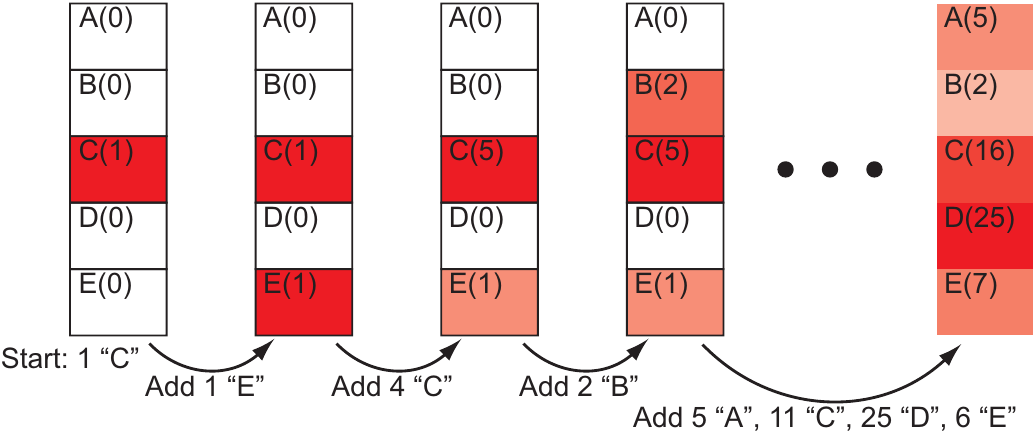 A(0) A(0) A(0) A(0) A(5)
B(0) B(0) B(0) B(2) B(2)
C(1) C(1) C(5) C(5) C(16)
D(0) D(0) D(0) D(0) D(25)
E(0) E(1) E(1) E(1) E(7)
Start: 1 “C”
Add 1 “E” Add 4 “C” Add 2 “B”
Add 5 “A”, 11 “C”, 25 “D”, 6 “E”